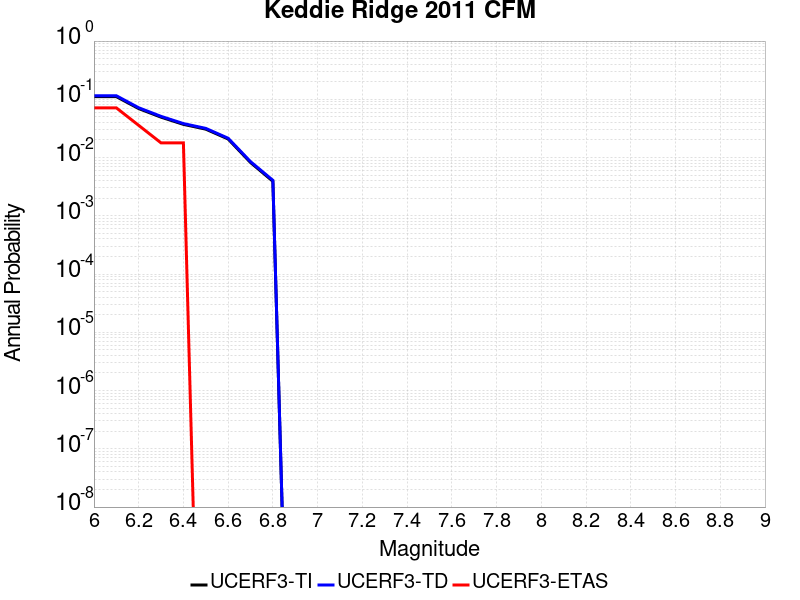 Keddie Ridge 2011 CFM
Annual Probability
10^0
10^-1
10^-2
10^-3
10^-4
10^-5
10^-6
10^-7
10^-8
6 6.2 6.4 6.6 6.8 7 7.2 7.4 7.6 7.8 8 8.2 8.4 8.6 8.8 9
Magnitude
UCERF3-TI UCERF3-TD UCERF3-ETAS